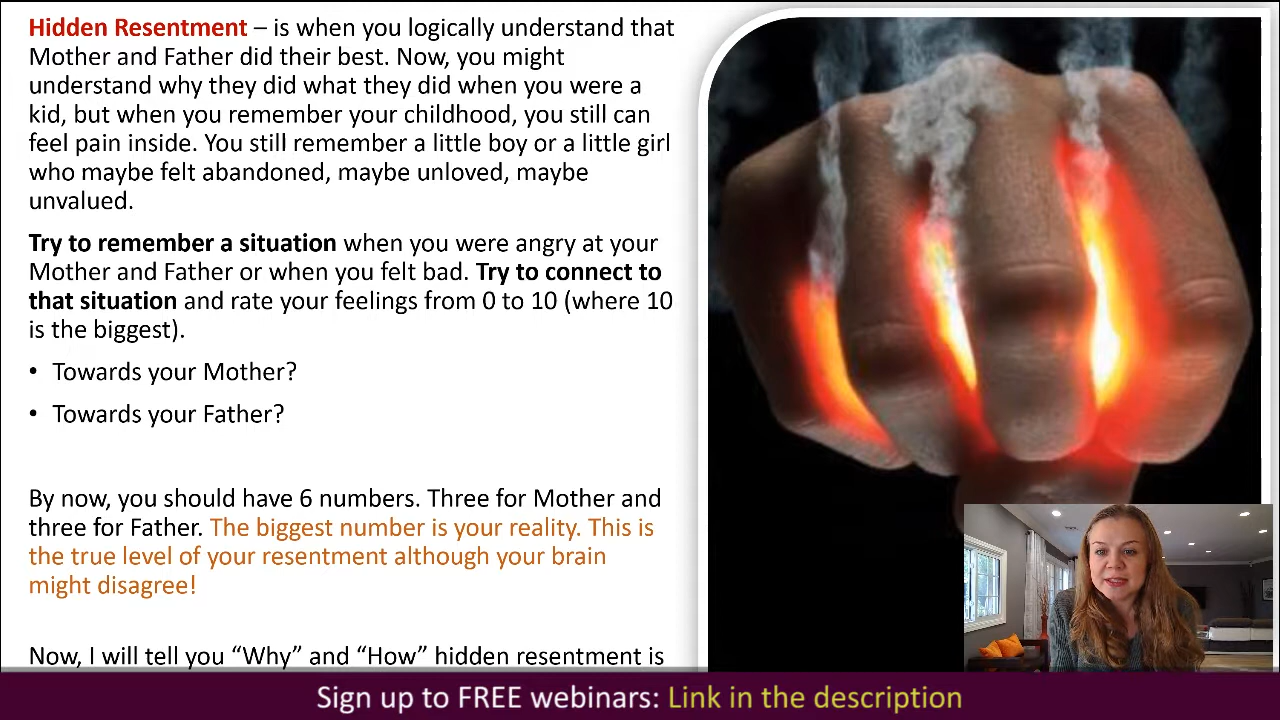 Hidden Resentment – is when you logically understand that
Mother and Father did their best. Now, you might
understand why they did what they did when you were a
kid, but when you remember your childhood, you still can
feel pain inside. You still remember a little boy or a little girl
who maybe felt abandoned, maybe unloved, maybe
unvalued.
Try to remember a situation when you were angry at your
Mother and Father or when you felt bad. Try to connect to
that situation and rate your feelings from 0 to 10 (where 10
is the biggest).
• Towards your Mother?
• Towards your Father?
By now, you should have 6 numbers. Three for Mother and
three for Father. The biggest number is your reality. This is
the true level of your resentment although your brain
might disagree!
Now, I will tell you “Why” and “How” hidden resentment is
Sign up to FREE webinars: Link in the description